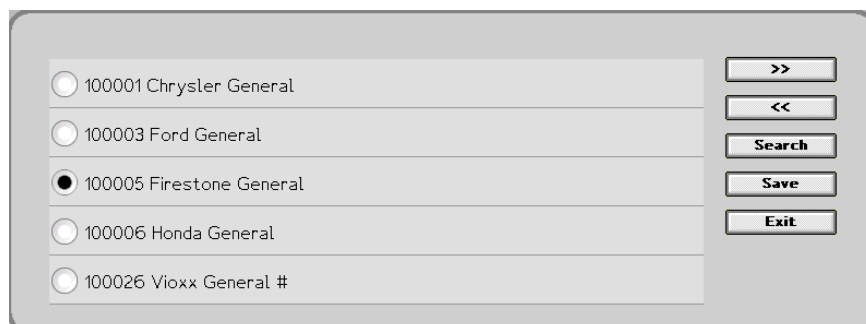 100001 Chrysler General
100003 Ford General
100005 Firestone General
100006 Honda General
100026 Vioxx General #
>>
<<
Search
Save
Exit